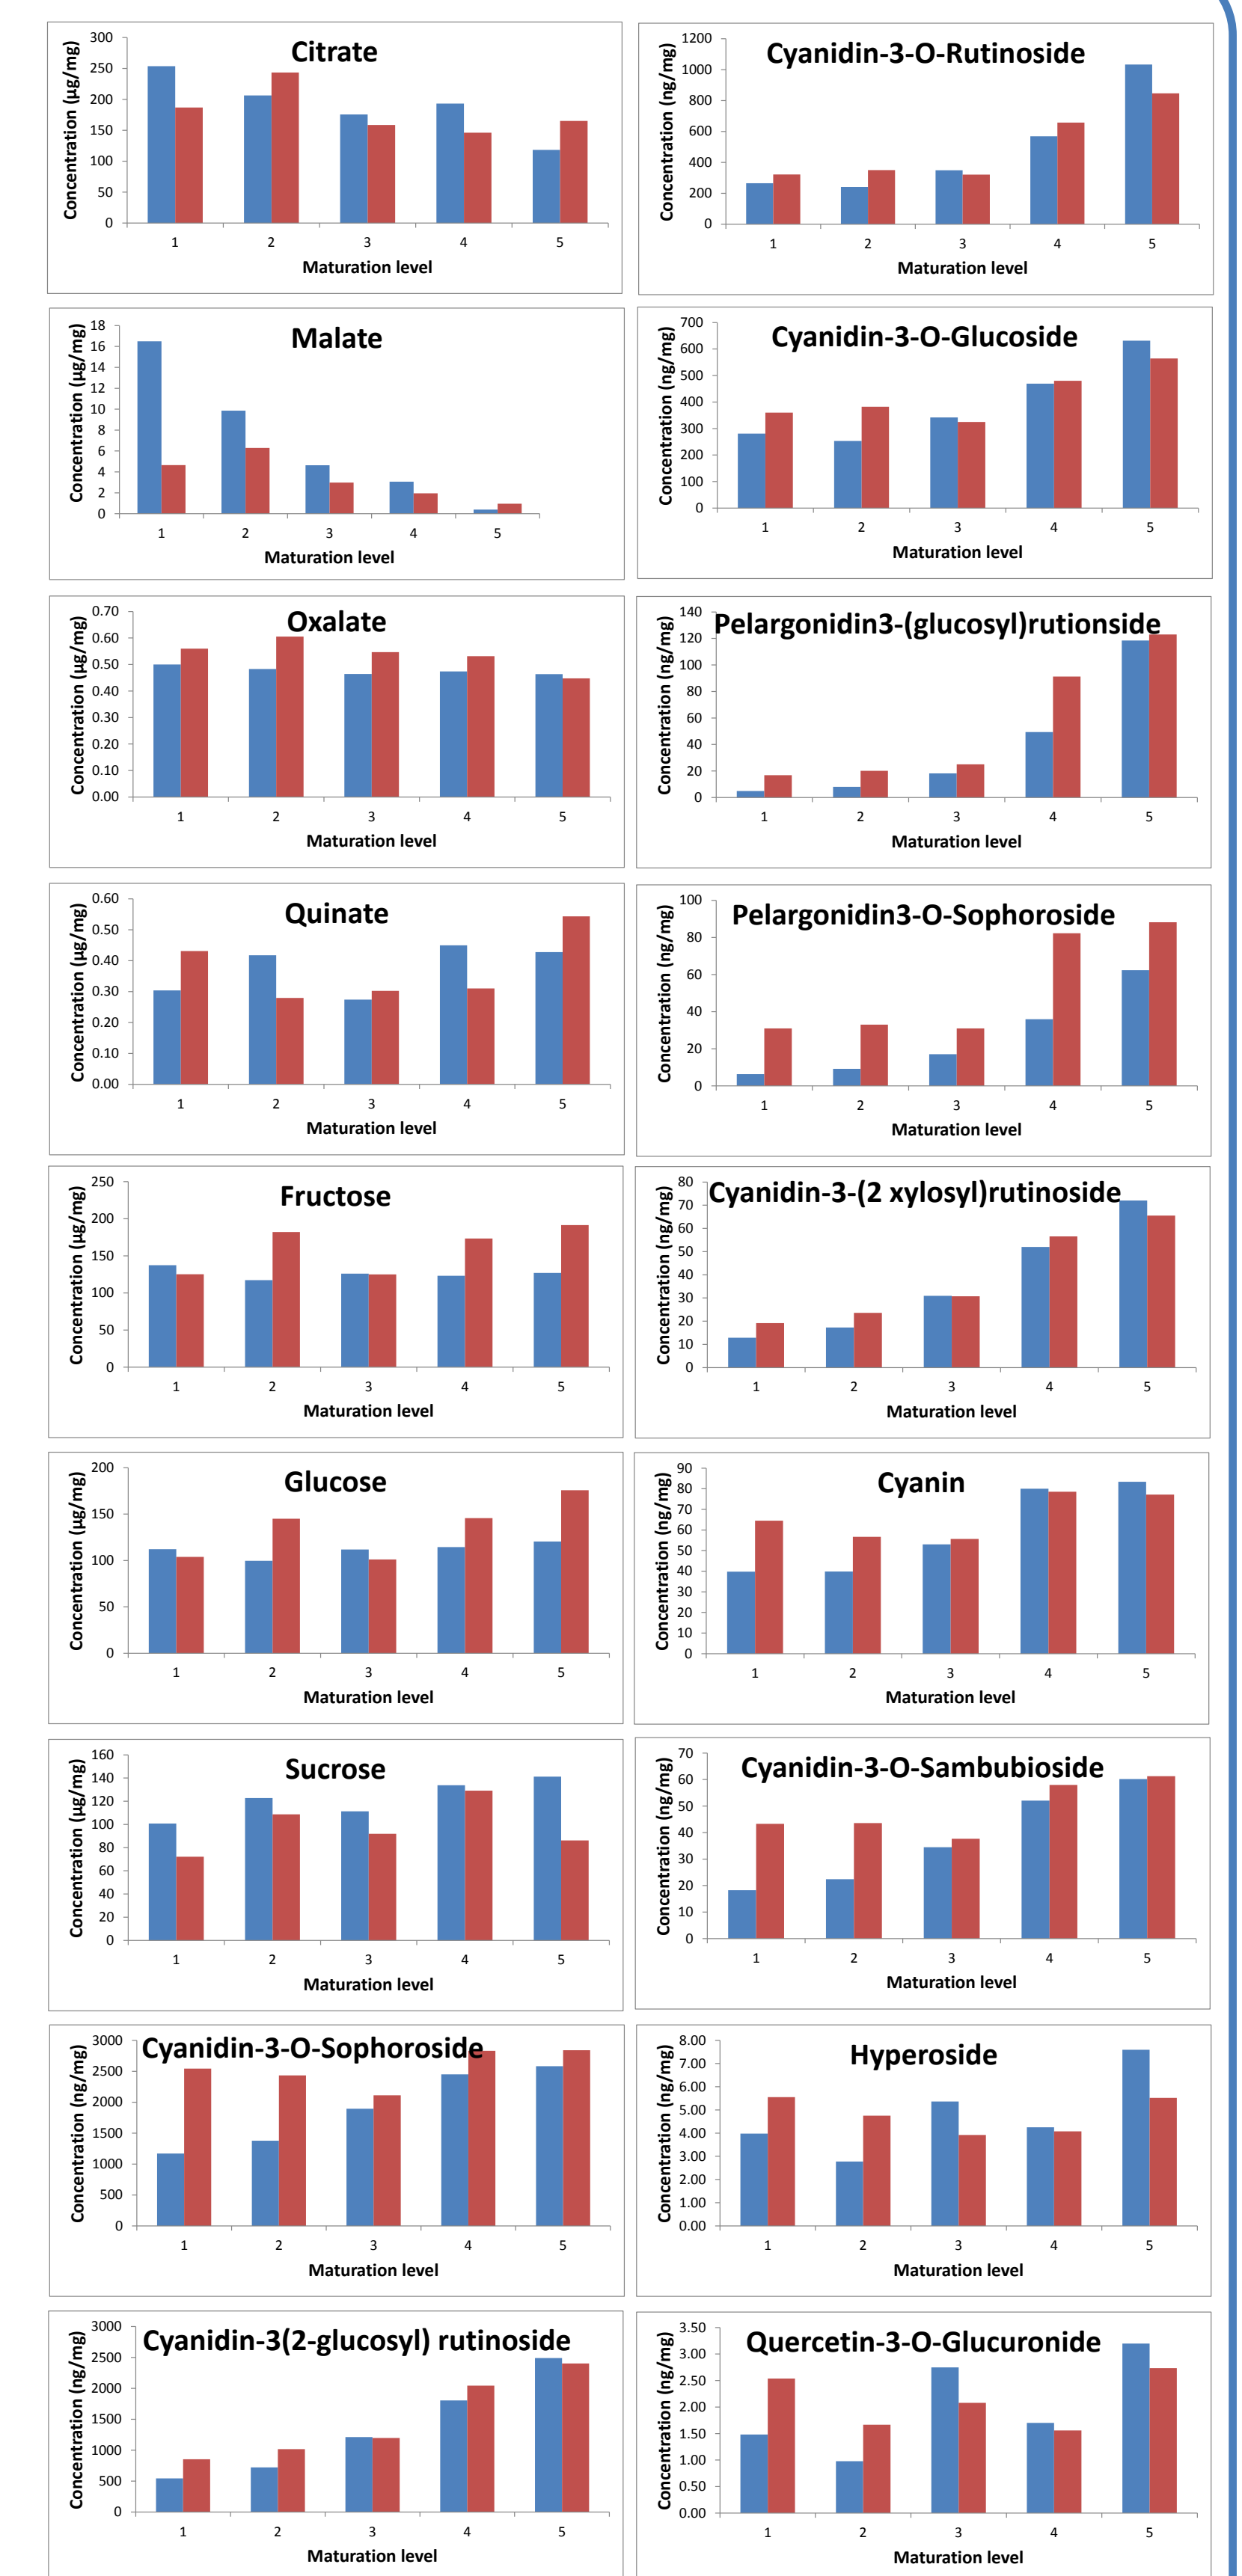 Citrate
Concentration (µg/mg)
300
250
200
150
100
50
0
1 2 3 4 5
Maturation level
Cyanidin-3-O-Rutinoside
Concentration (ng/mg)
1200
1000
800
600
400
200
0
1 2 3 4 5
Maturation level
Malate
Concentration (µg/mg)
18
16
14
12
10
8
6
4
2
0
1 2 3 4 5
Maturation level
Cyanidin-3-O-Glucoside
Concentration (ng/mg)
700
600
500
400
300
200
100
0
1 2 3 4 5
Maturation level
Oxalate
Concentration (µg/mg)
0.70
0.60
0.50
0.40
0.30
0.20
0.10
0.00
1 2 3 4 5
Maturation level
Pelargonidin3-(glucosyl)rutionside
Concentration (ng/mg)
140
120
100
80
60
40
20
0
1 2 3 4 5
Maturation level
Quinate
Concentration (µg/mg)
0.60
0.50
0.40
0.30
0.20
0.10
0.00
1 2 3 4 5
Maturation level
Pelargonidin3-O-Sophoroside
Concentration (ng/mg)
100
80
60
40
20
0
1 2 3 4 5
Maturation level
Fructose
Concentration (µg/mg)
250
200
150
100
50
0
1 2 3 4 5
Maturation level
Cyanidin-3-(2 xylosyl)rutinoside
Concentration (ng/mg)
80
70
60
50
40
30
20
10
0
1 2 3 4 5
Maturation level
Glucose
Concentration (µg/mg)
200
150
100
50
0
1 2 3 4 5
Maturation level
Cyanin
Concentration (ng/mg)
90
80
70
60
50
40
30
20
10
0
1 2 3 4 5
Maturation level
Sucrose
Concentration (µg/mg)
160
140
120
100
80
60
40
20
0
1 2 3 4 5
Maturation level
Cyanidin-3-O-Sambubioside
Concentration (ng/mg)
70
60
50
40
30
20
10
0
1 2 3 4 5
Maturation level
Cyanidin-3-O-Sophoroside
Concentration (ng/mg)
3000
2500
2000
1500
1000
500
0
1 2 3 4 5
Maturation level
Hyperoside
Concentration (ng/mg)
8.00
7.00
6.00
5.00
4.00
3.00
2.00
1.00
0.00
1 2 3 4 5
Maturation level
Cyanidin-3(2-glucosyl) rutinoside
Concentration (ng/mg)
3000
2500
2000
1500
1000
500
0
1 2 3 4 5
Maturation level
Quercetin-3-O-Glucuronide
Concentration (ng/mg)
3.50
3.00
2.50
2.00
1.50
1.00
0.50
0.00
1 2 3 4 5
Maturation level